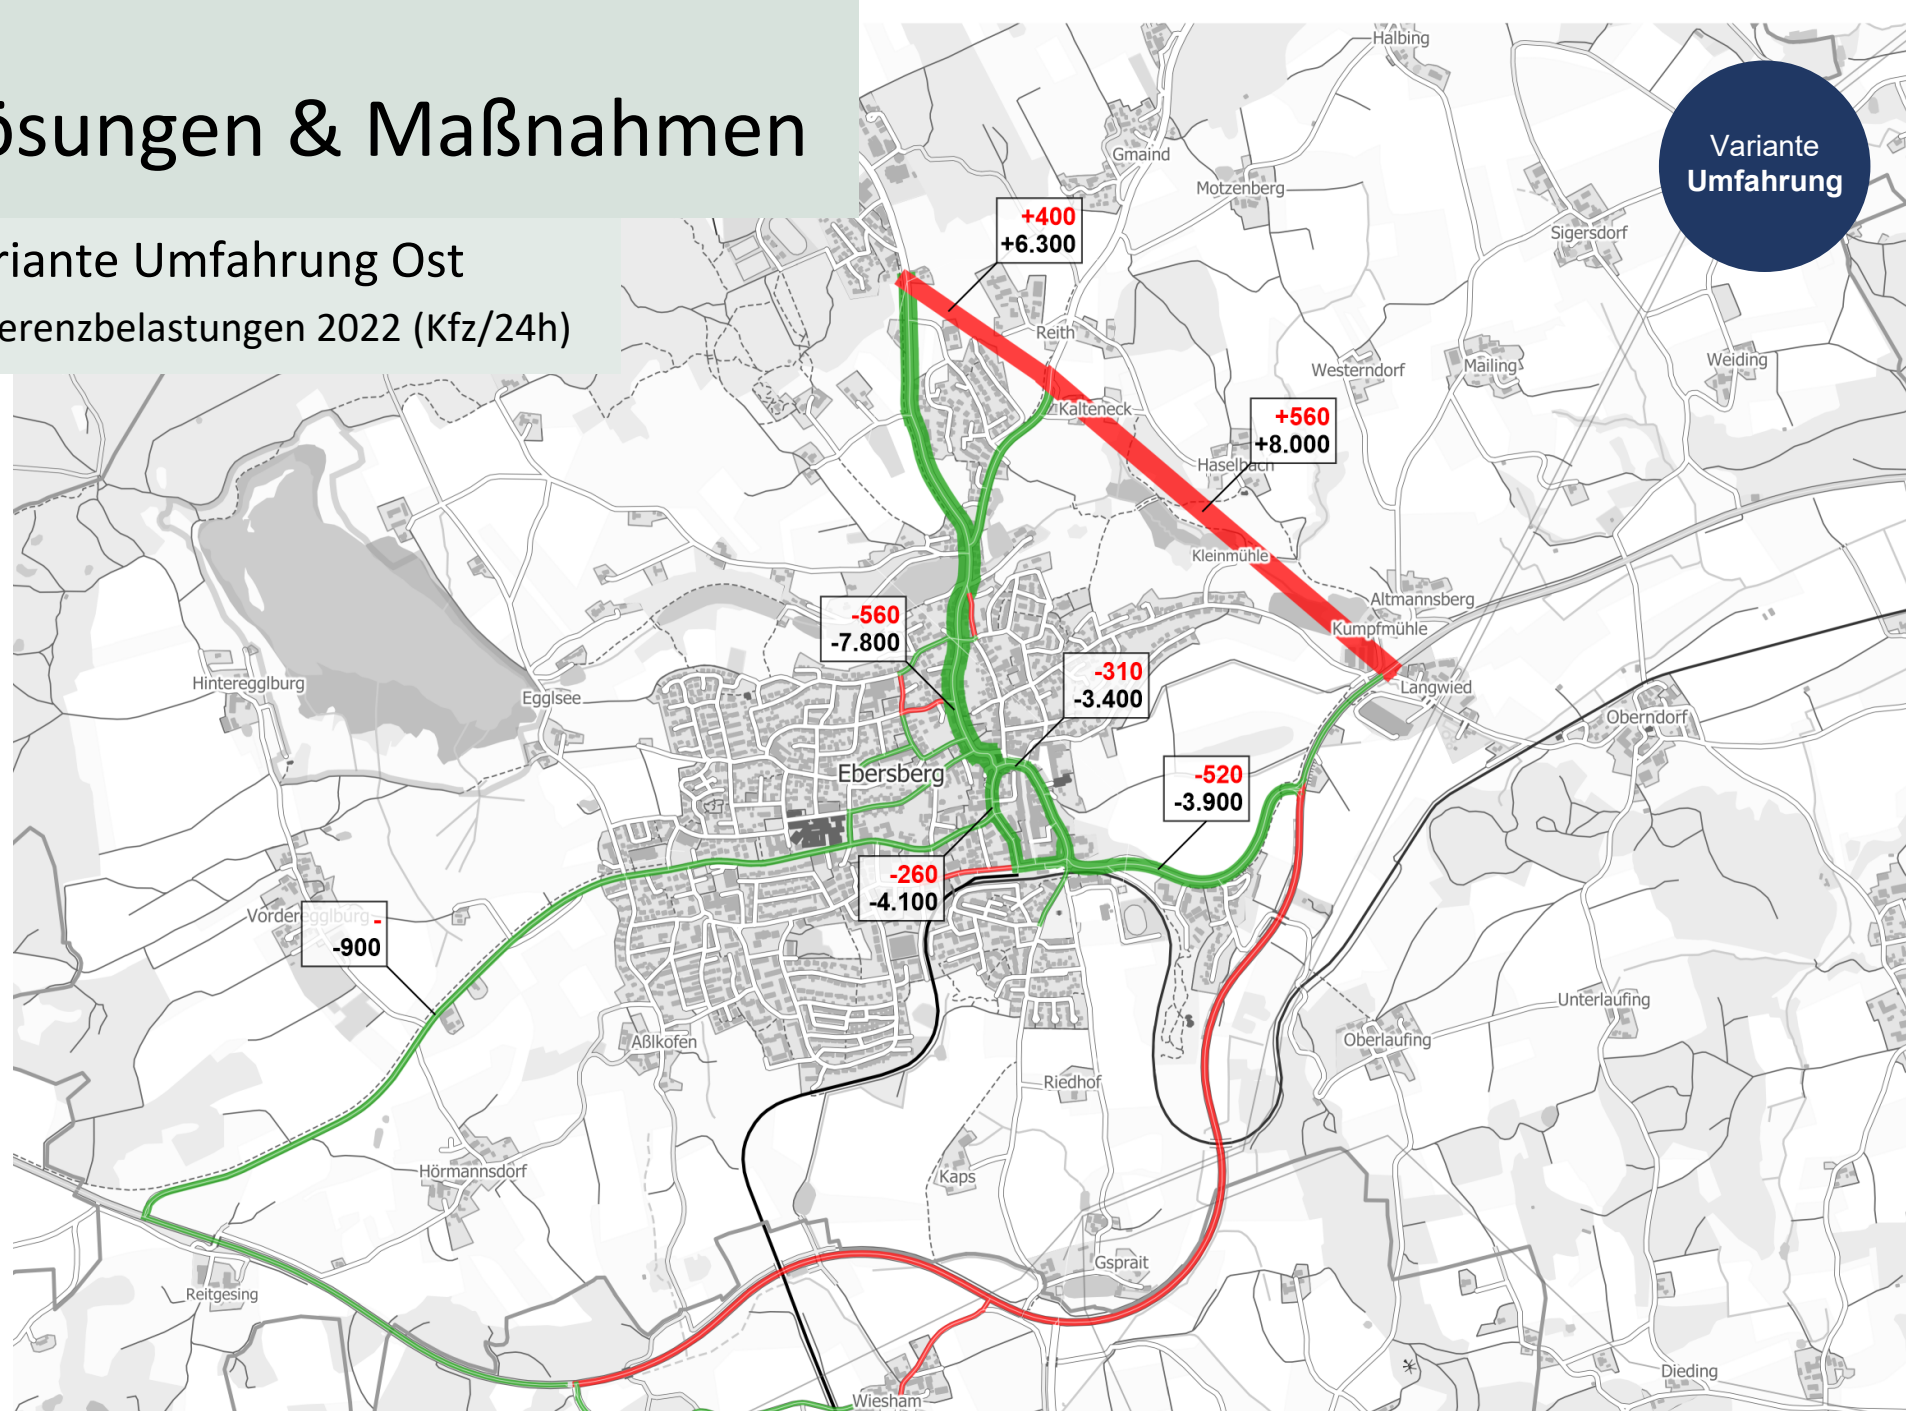 ösungen & Maßnahmen
riante Umfahrung Ost
erenzbelastungen 2022 (Kfz/24h)
Variante
Umfahrung
Halbing
Gmaind
Motzenberg
Sigersdorf
+400
+6.300
Reith
Westerndorf
Mailing
Weiding
Kalteneck
+560
+8.000
Haselbach
Kleinmühle
Altmannsberg
Kumpfmühle
-560
-7.800
-310
-3.400
Hinteregglburg
Egglsee
Langwied
Oberndorf
Ebersberg
-520
-3.900
-260
-4.100
Vorderegglburg
-
-900
Unterlaufing
Aßlkofen
Oberlaufing
Riedhof
Hörmannsdorf
Kaps
Gsprait
Reitgesing
Dieding
Wiesham